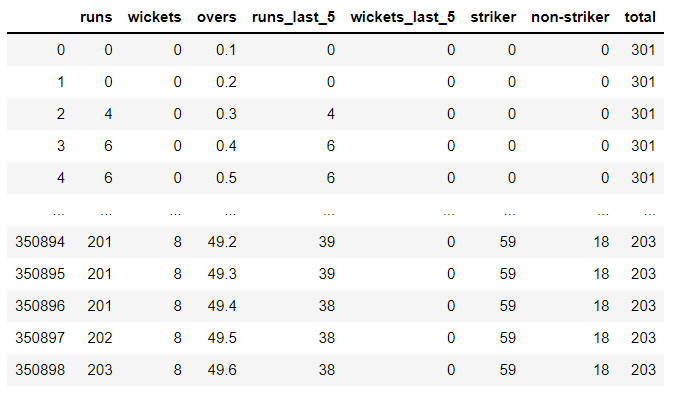 runs wickets overs runs_last_5 wickets_last_5 striker non-striker total
0 0 0 0.1 0 0 0 0 301
1 0 0 0.2 0 0 0 0 301
2 4 0 0.3 4 0 0 0 301
3 6 0 0.4 6 0 0 0 301
4 6 0 0.5 6 0 0 0 301
... ... ... ... ... ... ... ... ...
350894 201 8 49.2 39 0 59 18 203
350895 201 8 49.3 39 0 59 18 203
350896 201 8 49.4 38 0 59 18 203
350897 202 8 49.5 38 0 59 18 203
350898 203 8 49.6 38 0 59 18 203